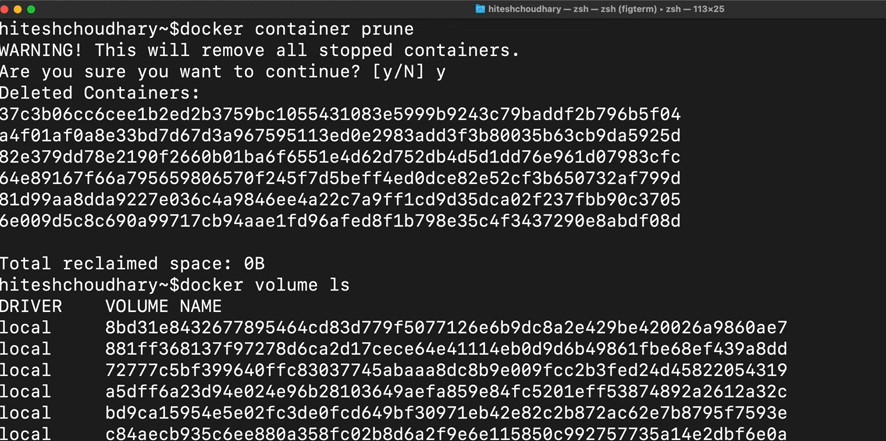 hiteshchoudhary — zsh — zsh (figterm) ▸ zsh — 113×25
hiteshchoudhary~$docker container prune
WARNING! This will remove all stopped containers.
Are you sure you want to continue? [y/N] y
Deleted Containers:
37c3b06cc6cee1b2ed2b3759bc1055431083e5999b9243c79baddf2b796b5f04
a4f01af0a8e33bd7d67d3a967595113ed0e2983add3f3b80035b63cb9da5925d
82e379dd78e2190f2660b01ba6f6551e4d62d752db4d5d1dd76e961d07983cfc
64e89167f66a795659806570f245f7d5beff4ed0dce82e52cf3b650732af799d
81d99aa8dda9227e036c4a9846ee4a22c7a9ff1cd9d35dca02f237fbb90c3705
6e009d5c8c690a99717cb94aae1fd96afed8f1b798e35c4f3437290e8abdf08d
Total reclaimed space: 0B
hiteshchoudhary~$docker volume ls
DRIVER    VOLUME NAME
local     8bd31e8432677895464cd83d779f5077126e6b9dc8a2e429be420026a9860ae7
local     881ff368137f97278d6ca2d17cece64e41114eb0d9d6b49861fbe68ef439a8dd
local     72777c5bf399640ffc83037745abaaa8dc8b9e009fcc2b3fed24d45822054319
local     a5dff6a23d94e024e96b28103649aefa859e84fc5201eff53874892a2612a32c
local     bd9ca15954e5e02fc3de0fcd649bf30971eb42e82c2b872ac62e7b8795f7593e
local     c84aecb935c6ee880a358fc02b8d6a2f9e6e115850c992757735a14e2dbf6e0a